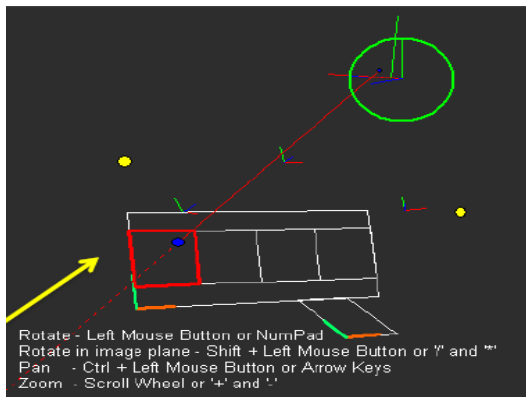 Rotate - Left Mouse Button or NumPad
Rotate in image plane - Shift + Left Mouse Button or '/' and '*'
Pan - Ctrl + Left Mouse Button or Arrow Keys
Zoom - Scroll Wheel or '+' and '-'